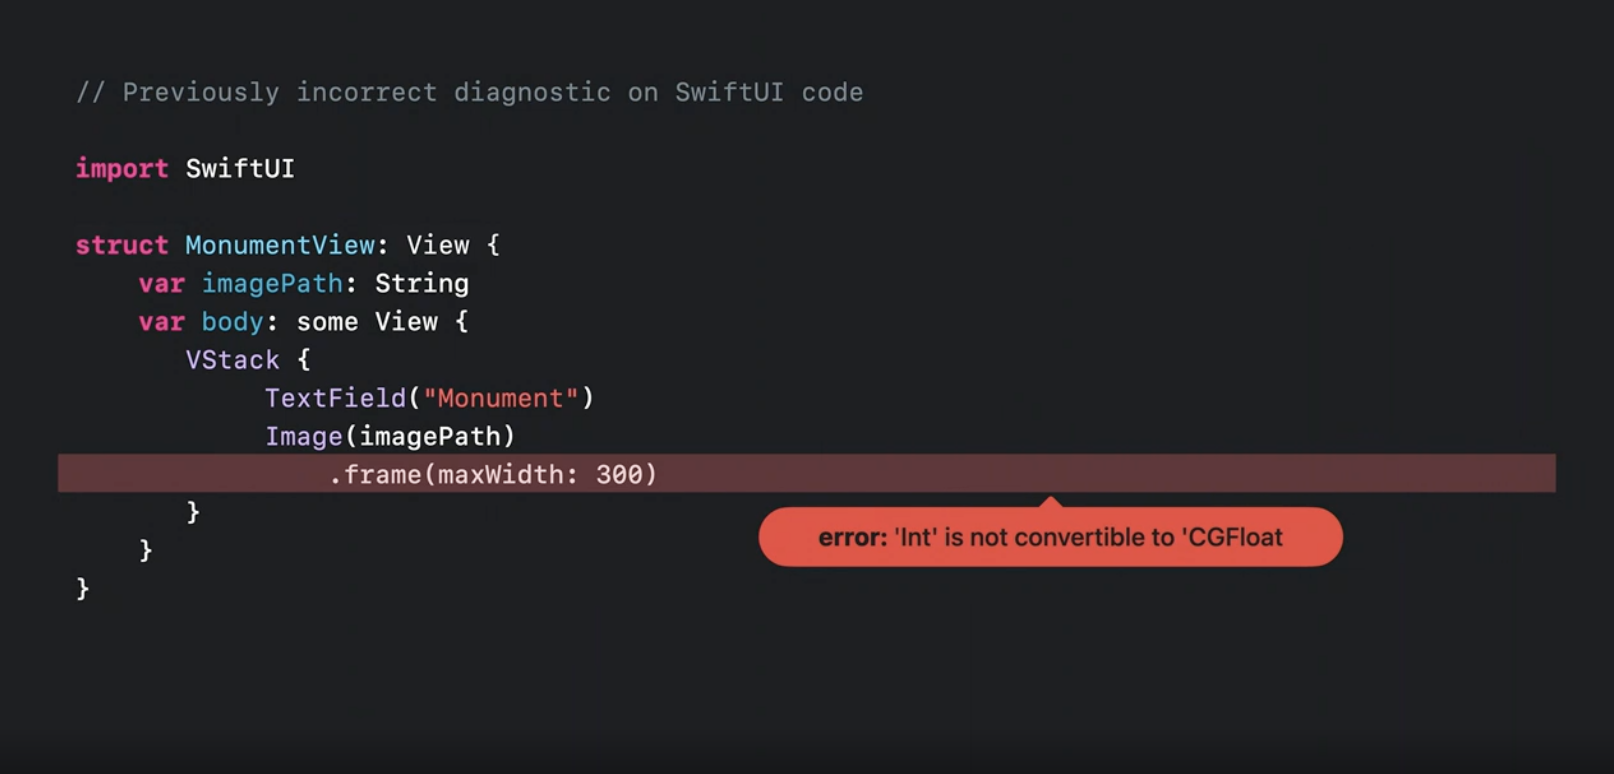 // Previously incorrect diagnostic on SwiftUI code
import SwiftUI
struct MonumentView: View {
var imagePath: String
var body: some View {
VStack {
TextField("Monument")
Image(imagePath)
.frame(maxWidth: 300)
}
error: 'Int' is not convertible to 'CGFloat
}
}